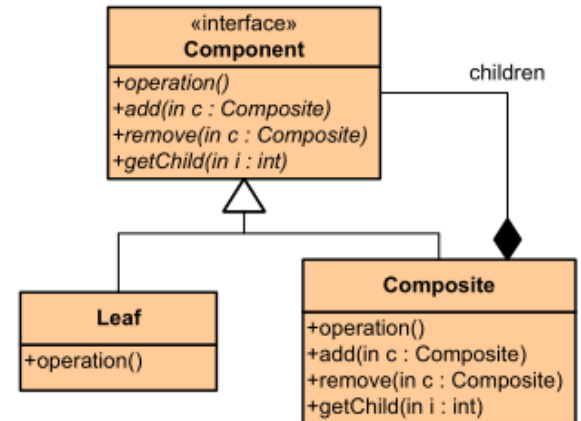 «interface»
Component
+operation()
+add(in c : Composite)
+remove(in c : Composite)
+getChild(in i : int)
children
Leaf
+operation()
Composite
+operation()
+add(in c : Composite)
+remove(in c : Composite)
+getChild(in i : int)